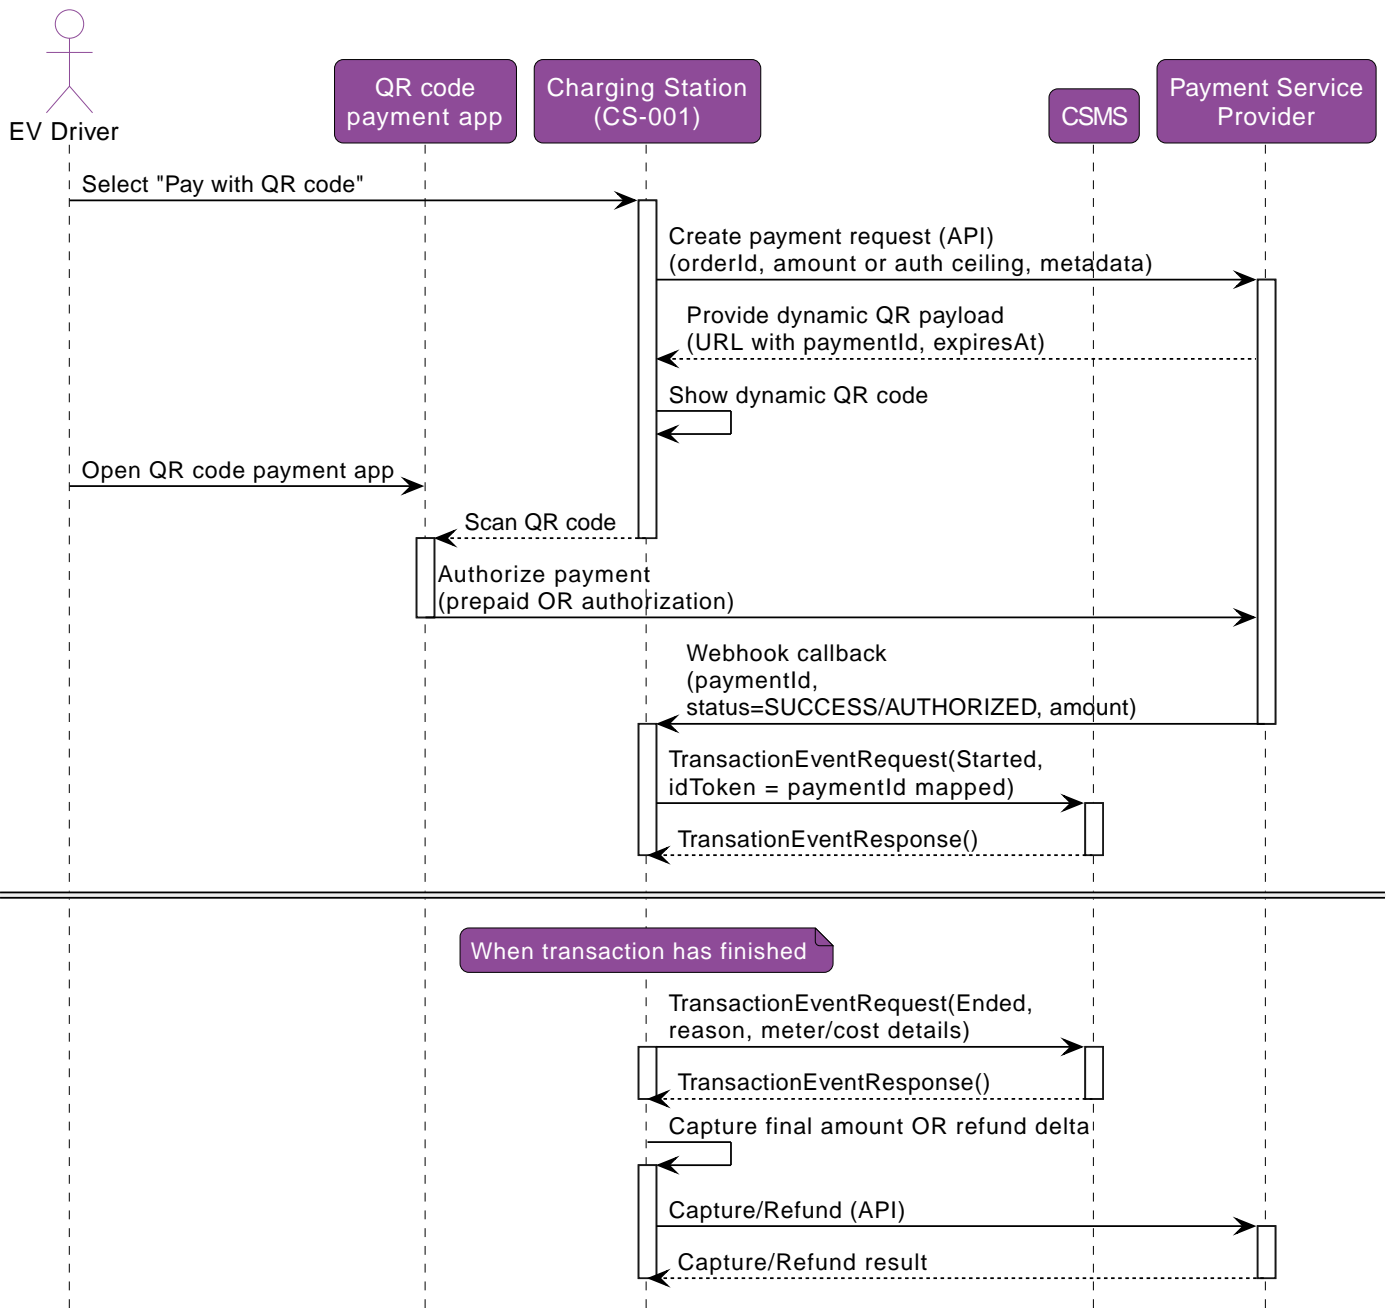 EV Driver
QR code
payment app
Charging Station
(CS-001)
CSMS
Payment Service
Provider
Select "Pay with QR code"
Create payment request (API)
(orderId, amount or auth ceiling, metadata)
Provide dynamic QR payload
(URL with paymentId, expiresAt)
Show dynamic QR code
Open QR code payment app
Scan QR code
Authorize payment
(prepaid OR authorization)
Webhook callback
(paymentId,
status=SUCCESS/AUTHORIZED, amount)
TransactionEventRequest(Started,
idToken = paymentId mapped)
TransationEventResponse()
When transaction has finished
TransactionEventRequest(Ended,
reason, meter/cost details)
TransactionEventResponse()
Capture final amount OR refund delta
Capture/Refund (API)
Capture/Refund result